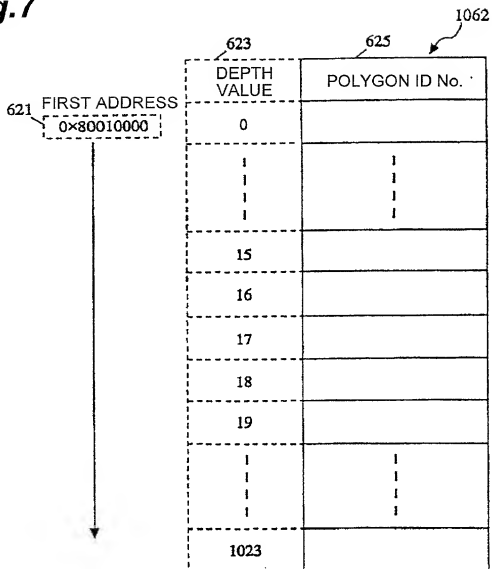 g.7
1062
623
625
DEPTH
VALUE
POLYGON ID No.
FIRST ADDRESS
621
0×80010000
0
15
16
17
18
19
1023